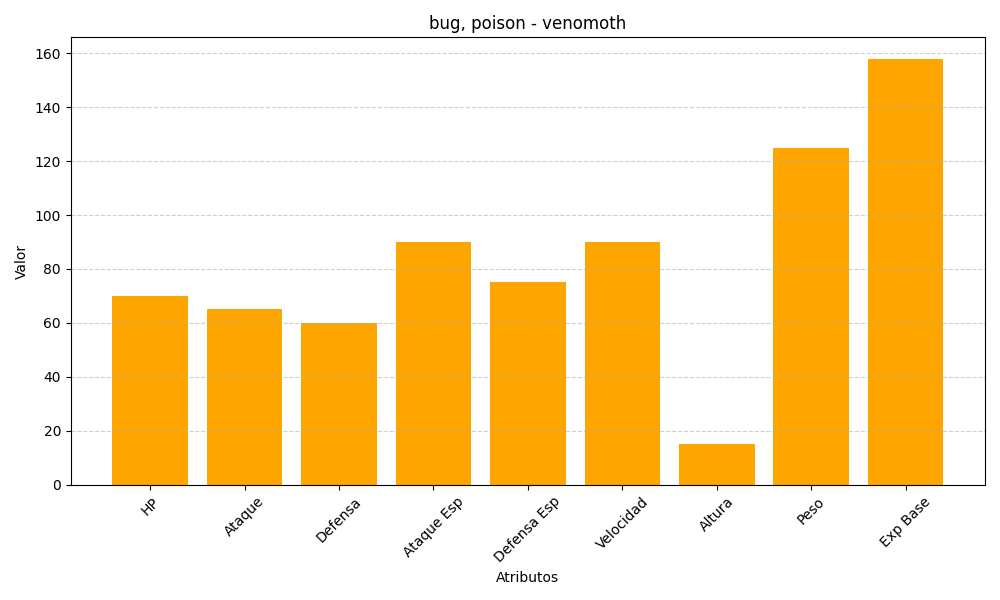 bug, poison - venomoth
160
140
120
100
80
60
40
20
0
Valor
HP
Ataque
Defensa
Ataque Esp
Defensa Esp
Velocidad
Altura
Peso
Exp Base
Atributos